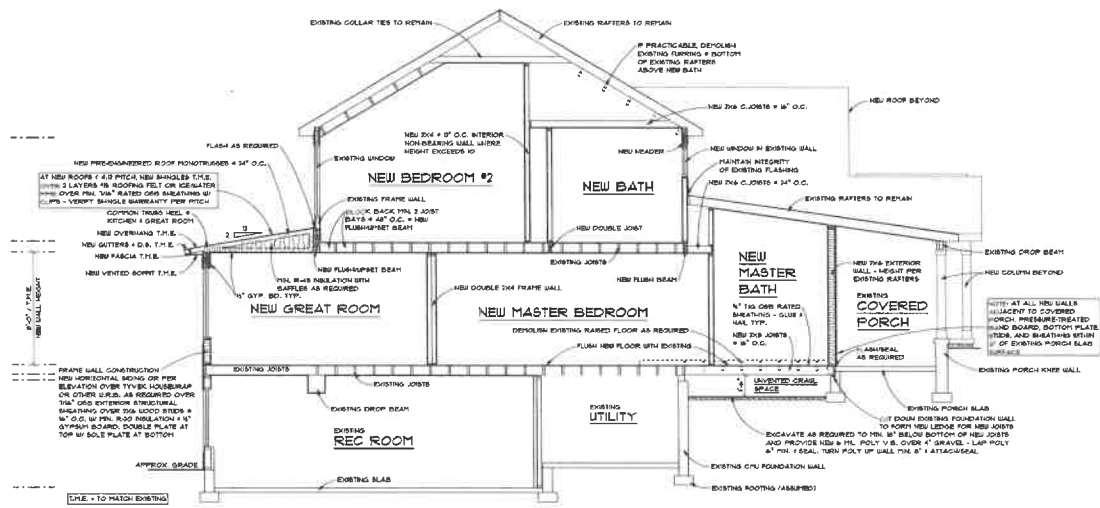 EXISTING COLLAR TIES TO REMAIN
EXISTING RAFTERS TO REMAIN
IF PRACTICABLE, DEMOLISH
EXISTING FURRING @ BOTTOM
OF EXISTING RAFTERS
ABOVE NEW BATH
NEW 2X6 C.JOISTS @ 16" O.C.
NEW ROOF BEYOND
FLASH AS REQUIRED
NEW PRE-ENGINEERED ROOF MONOTRUSSES @ 24" O.C.
AT NEW ROOFS < 4:12 PITCH, NEW SHINGLES T.M.E.
OVER 2 LAYERS #15 ROOFING FELT OR ICE/WATER
OVER MIN. 7/16" RATED OSB SHEATHING W/
CLIPS - VERIFY SHINGLE WARRANTY PER PITCH
COMMON TRUSS HEEL @
KITCHEN & GREAT ROOM
NEW OVERHANG T.M.E.
NEW GUTTERS & D.S. T.M.E.
NEW FASCIA T.M.E.
NEW VENTED SOFFIT T.M.E.
12
2
EXISTING WINDOW
NEW 2X4 @ 12" O.C. INTERIOR
NON-BEARING WALL WHERE
HEIGHT EXCEEDS 10'
NEW BEDROOM #2
EXISTING FRAME WALL
BLOCK BACK MIN. 2 JOIST
BAYS @ 48" O.C. @ NEW
FLUSH/UPSET BEAM
NEW HEADER
NEW BATH
NEW WINDOW IN EXISTING WALL
MAINTAIN INTEGRITY
OF EXISTING FLASHING
NEW 2X6 C.JOISTS @ 24" O.C.
EXISTING RAFTERS TO REMAIN
NEW DOUBLE JOIST
EXISTING JOISTS
NEW FLUSH/UPSET BEAM
MIN. R-49 INSULATION WITH
BAFFLES AS REQUIRED
1/2" GYP. BD. TYP.
NEW FLUSH BEAM
8'-0" / T.M.E.
NEW WALL HEIGHT
NEW GREAT ROOM
NEW DOUBLE 2X4 FRAME WALL
NEW MASTER BEDROOM
DEMOLISH EXISTING RAISED FLOOR AS REQUIRED
FLUSH NEW FLOOR WITH EXISTING
NEW
MASTER
BATH
3/4" T&G OSB RATED
SHEATHING - GLUE &
NAIL TYP.
NEW 2X8 JOISTS
@ 16" O.C.
NEW 2X6 EXTERIOR
WALL - HEIGHT PER
EXISTING RAFTERS
EXISTING
COVERED
PORCH
EXISTING DROP BEAM
NEW COLUMN BEYOND
NOTE: AT ALL NEW WALLS
ADJACENT TO COVERED
PORCH, PRESSURE-TREATED
BAND BOARD, BOTTOM PLATE,
STUDS, AND SHEATHING WITHIN
OF EXISTING PORCH SLAB
SURFACE
FLASH/SEAL
AS REQUIRED
EXISTING PORCH KNEE WALL
EXISTING PORCH SLAB
FRAME WALL CONSTRUCTION
NEW HORIZONTAL SIDING OR PER
ELEVATION OVER TYVEK HOUSEWRAP
OR OTHER W.R.B. AS REQUIRED OVER
7/16" OSB EXTERIOR STRUCTURAL
SHEATHING OVER 2X6 WOOD STUDS @
16" O.C. W/ MIN. R-20 INSULATION & 1/2"
GYPSUM BOARD. DOUBLE PLATE AT
TOP W/ SOLE PLATE AT BOTTOM
EXISTING JOISTS
EXISTING JOISTS
EXISTING DROP BEAM
EXISTING
REC ROOM
EXISTING
UTILITY
UNVENTED CRAWL
SPACE
CUT DOWN EXISTING FOUNDATION WALL
TO FORM NEW LEDGE FOR NEW JOISTS
EXCAVATE AS REQUIRED TO MIN. 18" BELOW BOTTOM OF NEW JOISTS
AND PROVIDE NEW 6 MIL. POLY V.B. OVER 4" GRAVEL - LAP POLY
6" MIN. & SEAL. TURN POLY UP WALL MIN. 8" & ATTACH/SEAL
EXISTING CMU FOUNDATION WALL
EXISTING FOOTING (ASSUMED)
APPROX. GRADE
EXISTING SLAB
T.M.E. = TO MATCH EXISTING